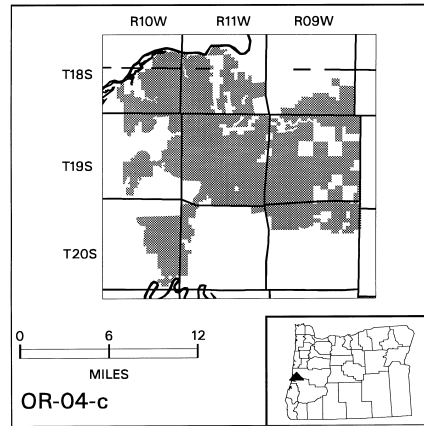 R10W R11W R09W
T18S
T19S
T20S
0 6 12
MILES
OR-04-c